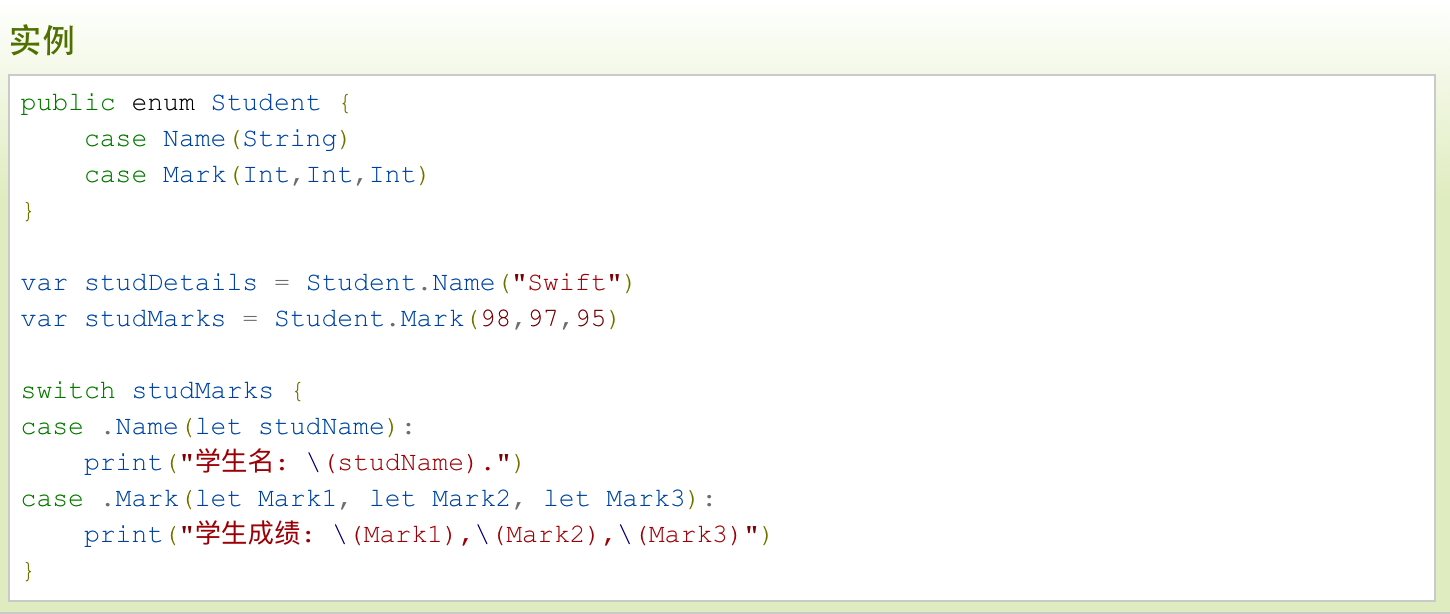 实例
public enum Student {
    case Name(String)
    case Mark(Int,Int,Int)
}
var studDetails = Student.Name("Swift")
var studMarks = Student.Mark(98,97,95)
switch studMarks {
case .Name(let studName):
    print("学生名: \(studName).")
case .Mark(let Mark1, let Mark2, let Mark3):
    print("学生成绩: \(Mark1),\(Mark2),\(Mark3)")
}